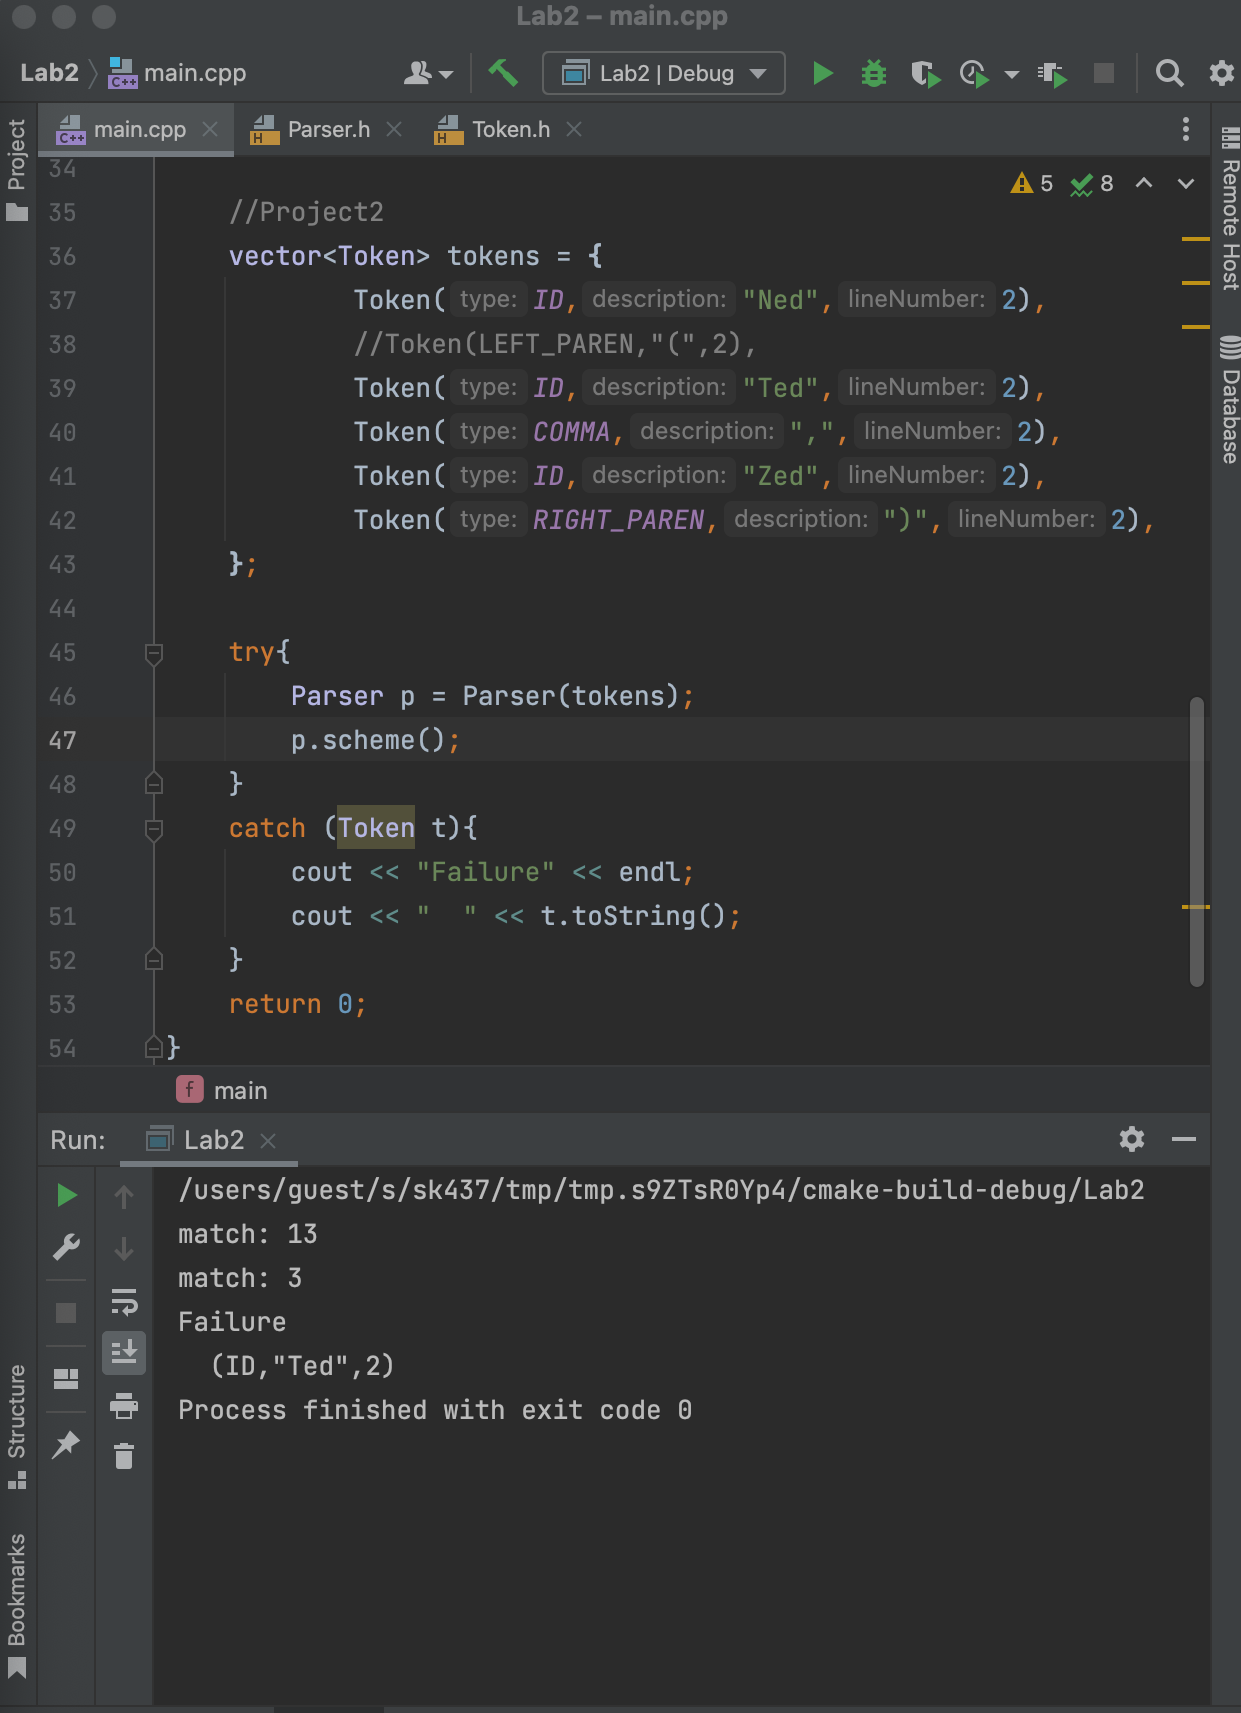 Lab2 – main.cpp
Lab2 main.cpp Lab2 | Debug
main.cpp Parser.h Token.h
Project
Structure
Bookmarks
Remote Host
Database
5 8
34
35 //Project2
36 vector<Token> tokens = {
37 Token( type: ID, description: "Ned", lineNumber: 2),
38 //Token(LEFT_PAREN,"(",2),
39 Token( type: ID, description: "Ted", lineNumber: 2),
40 Token( type: COMMA, description: ",", lineNumber: 2),
41 Token( type: ID, description: "Zed", lineNumber: 2),
42 Token( type: RIGHT_PAREN, description: ")", lineNumber: 2),
43 };
44
45 try{
46 Parser p = Parser(tokens);
47 p.scheme();
48 }
49 catch (Token t){
50 cout << "Failure" << endl;
51 cout << "  " << t.toString();
52 }
53 return 0;
54 }
f main
Run: Lab2
/users/guest/s/sk437/tmp/tmp.s9ZTsR0Yp4/cmake-build-debug/Lab2
match: 13
match: 3
Failure
(ID,"Ted",2)
Process finished with exit code 0